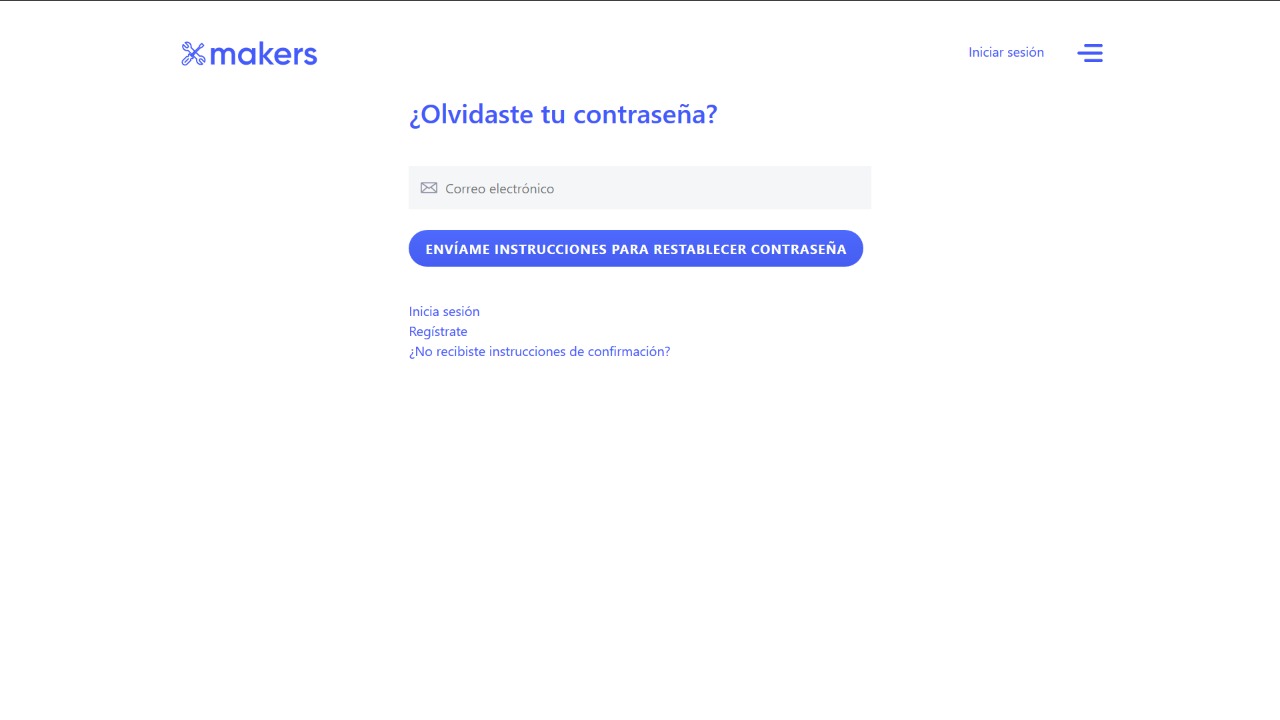 makers
Iniciar sesión
¿Olvidaste tu contraseña?
Correo electrónico
ENVÍAME INSTRUCCIONES PARA RESTABLECER CONTRASEÑA
Inicia sesión
Regístrate
¿No recibiste instrucciones de confirmación?